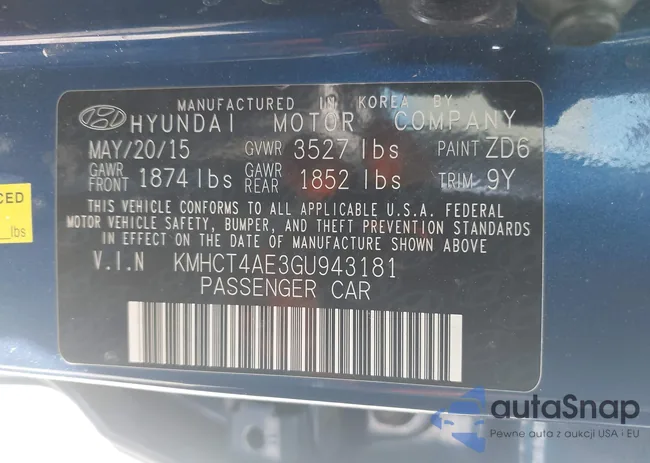 MANUFACTURED IN KOREA BY
HYUNDAI MOTOR COMPANY
MAY/20/15 GVWR 3527 lbs PAINT ZD6
GAWR FRONT 1874 lbs GAWR REAR 1852 lbs TRIM 9Y
THIS VEHICLE CONFORMS TO ALL APPLICABLE U.S.A. FEDERAL
MOTOR VEHICLE SAFETY, BUMPER, AND THEFT PREVENTION STANDARDS
IN EFFECT ON THE DATE OF MANUFACTURE SHOWN ABOVE
V.I.N KMHCT4AE3GU943181
PASSENGER CAR
CED
lbs
autaSnap
Pewne auta z aukcji USA i EU